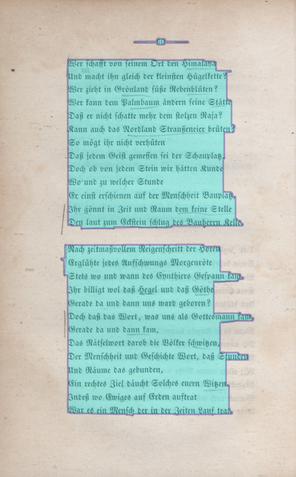 Wer schafft von seinem Ort den Himalaya
Und macht ihn gleich der kleinsten Hügelkette?
Wer zieht in Grönland süße Rebenblüten?
Wer kann dem Palmbaum ändern seine Stätte
Daß er nicht schatte mehr dem stolzen Raja?
Kann auch das Nordland Straußeneier brüten?
So mögt ihr nicht verhüten
Daß jedem Geist gemessen sei der Schauplatz,
Doch ob von jedem Stein wir hätten Kunde
Wo und zu welcher Stunde
Er einst erschienen auf der Menschheit Bauplatz,
Ihr gönnt in Zeit und Raum dem keine Stelle
Den laut zum Eckstein schlug des Bauherren Kelle.
Nach zeitmaßvollem Reigenschritt der Horen
Erglühte jedes Aufschwungs Morgenröte
Stets wo und wann des Cynthiers Gespann kam,
Ihr billigt wol daß Hegel und daß Göthe
Gerade da und dann uns ward geboren?
Doch daß das Wort, was uns als Gottesmann kam,
Gerade da und dann kam,
Das Rätselwort darob die Völker schwitzen,
Der Menschheit und Geschichte Wort, daß Stunden
Und Räume das gebunden,
Ein rechtes Ziel däucht Solches euern Witzen,
Indeß wo Ewiges auf Erden auftrat
War es ein Mensch der in der Zeiten Lauf trat.